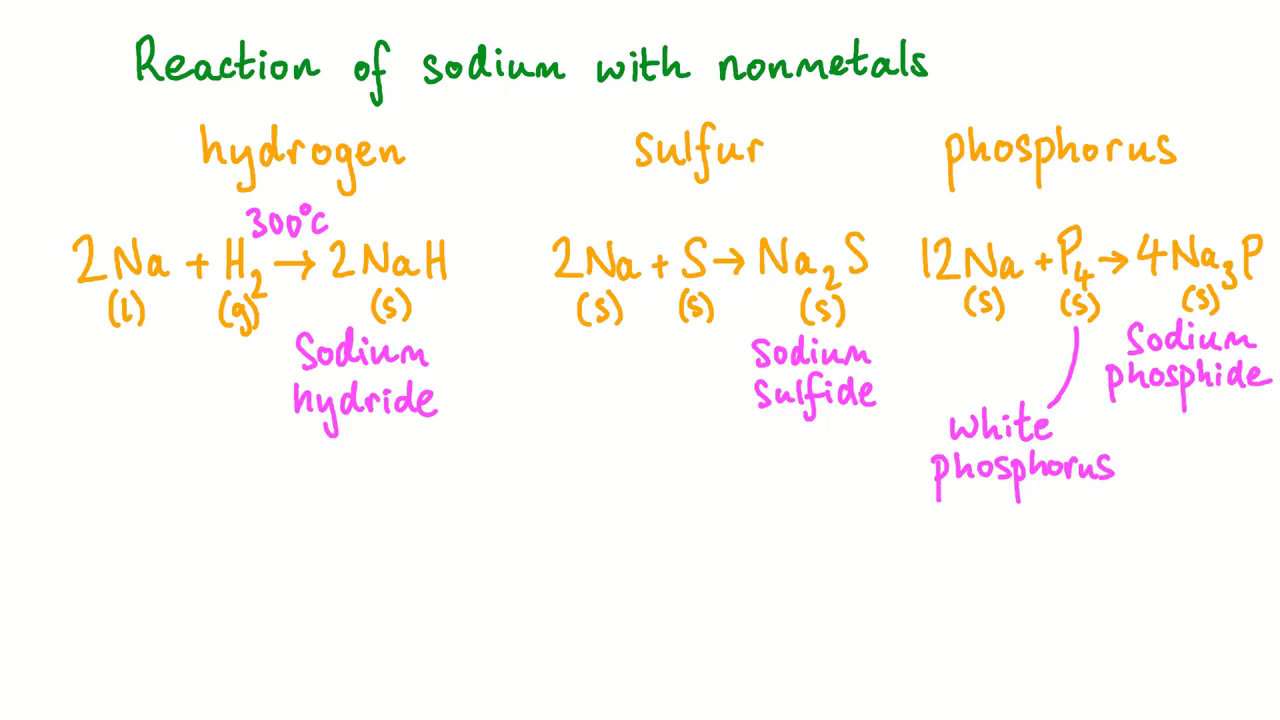 Reaction of sodium with nonmetals
hydrogen sulfur phosphorus
300°C
2Na + H₂ → 2NaH 2Na + S → Na₂S 12Na + P₄ → 4Na₃P
(l) (g) (s) (s) (s) (s) (s) (s) (s)
Sodium hydride
sodium sulfide
Sodium phosphide
white phosphorus